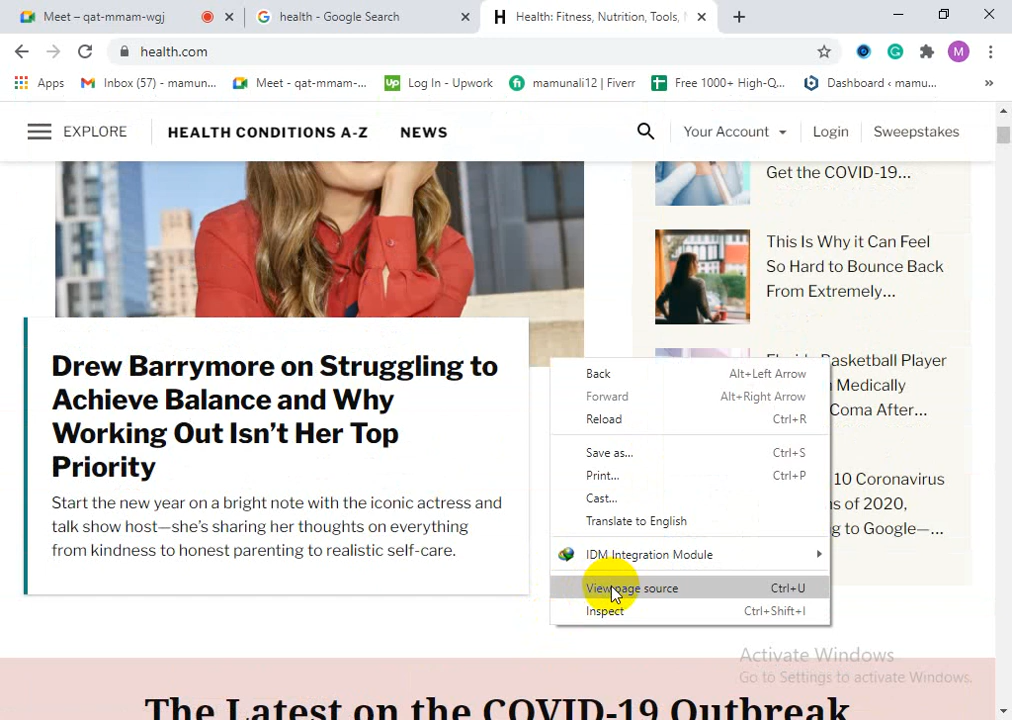 Meet – qat-mmam-wgj
health - Google Search
Health: Fitness, Nutrition, Tools,
health.com
M
Apps
Inbox (57) - mamun...
Meet - qat-mmam-...
Log In - Upwork
mamunali12 | Fiverr
Free 1000+ High-Q...
Dashboard ‹ mamu...
»
EXPLORE
HEALTH CONDITIONS A-Z
NEWS
Your Account
Login
Sweepstakes
Get the COVID-19...
This Is Why it Can Feel
So Hard to Bounce Back
From Extremely...
Basketball Player
Medically
Coma After...
10 Coronavirus
of 2020,
to Google—...
Drew Barrymore on Struggling to
Achieve Balance and Why
Working Out Isn’t Her Top
Priority
Start the new year on a bright note with the iconic actress and
talk show host—she’s sharing her thoughts on everything
from kindness to honest parenting to realistic self-care.
Back Alt+Left Arrow
Forward Alt+Right Arrow
Reload Ctrl+R
Save as... Ctrl+S
Print... Ctrl+P
Cast...
Translate to English
IDM Integration Module
View page source Ctrl+U
Inspect Ctrl+Shift+I
Activate Windows
Go to Settings to activate Windows.
The Latest on the COVID-19 Outbreak